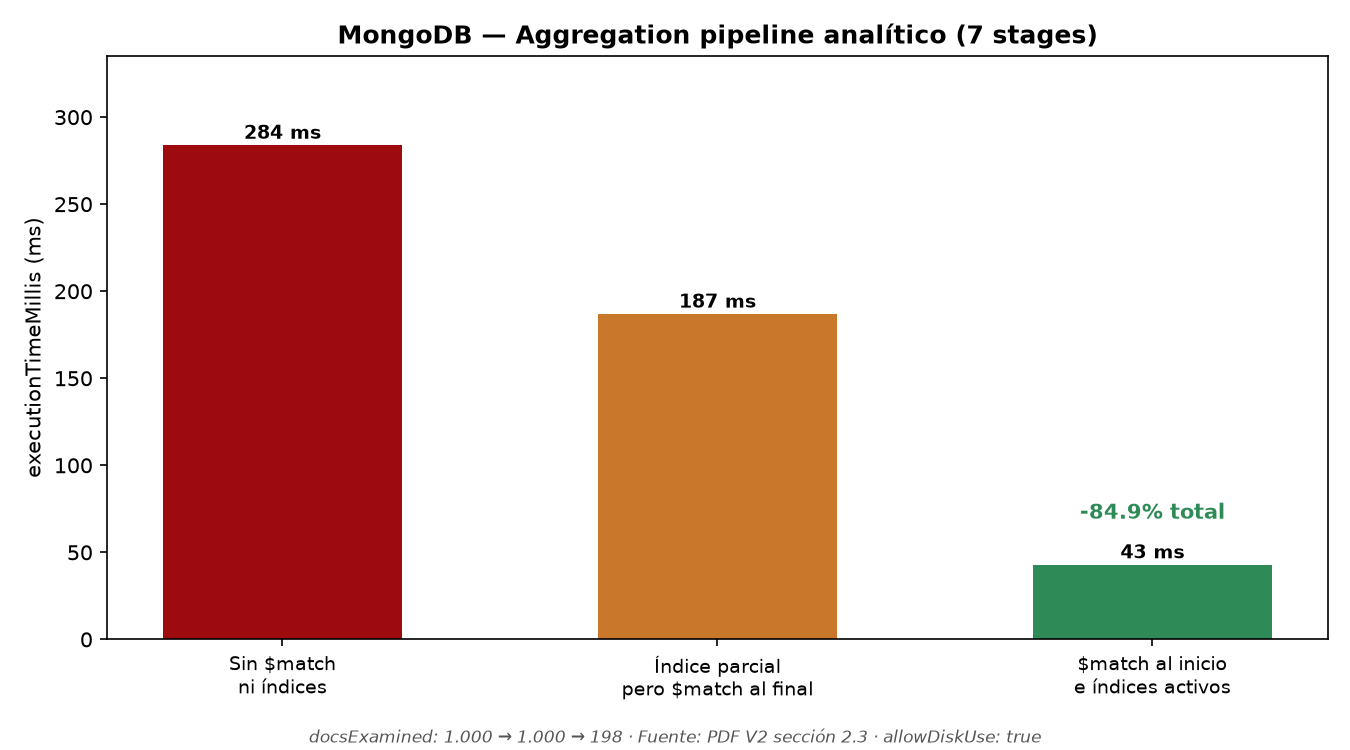 MongoDB — Aggregation pipeline analítico (7 stages)
executionTimeMillis (ms)
300
250
200
150
100
50
0
284 ms
187 ms
-84.9% total
43 ms
Sin $match
ni índices
Índice parcial
pero $match al final
$match al inicio
e índices activos
docsExamined: 1.000 → 1.000 → 198 · Fuente: PDF V2 sección 2.3 · allowDiskUse: true